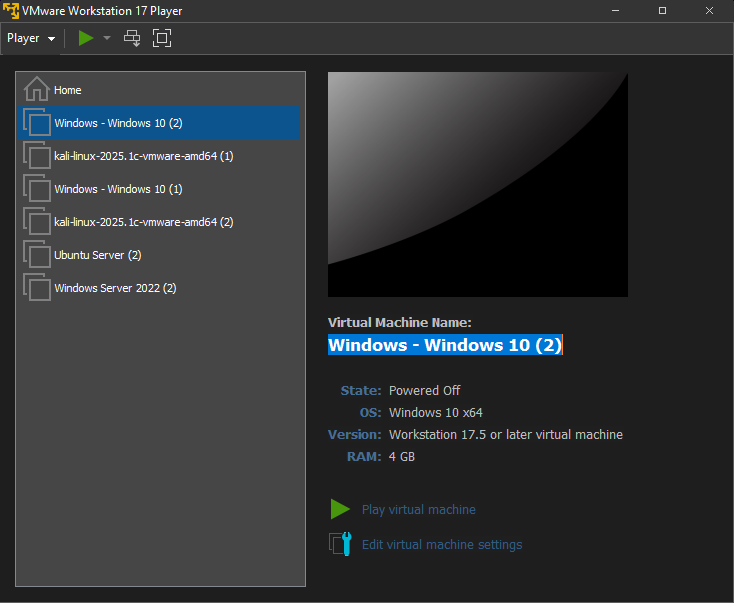 VMware Workstation 17 Player
Player
Home
Windows - Windows 10 (2)
kali-linux-2025.1c-vmware-amd64 (1)
Windows - Windows 10 (1)
kali-linux-2025.1c-vmware-amd64 (2)
Ubuntu Server (2)
Windows Server 2022 (2)
Virtual Machine Name:
Windows - Windows 10 (2)
State: Powered Off
OS: Windows 10 x64
Version: Workstation 17.5 or later virtual machine
RAM: 4 GB
Play virtual machine
Edit virtual machine settings